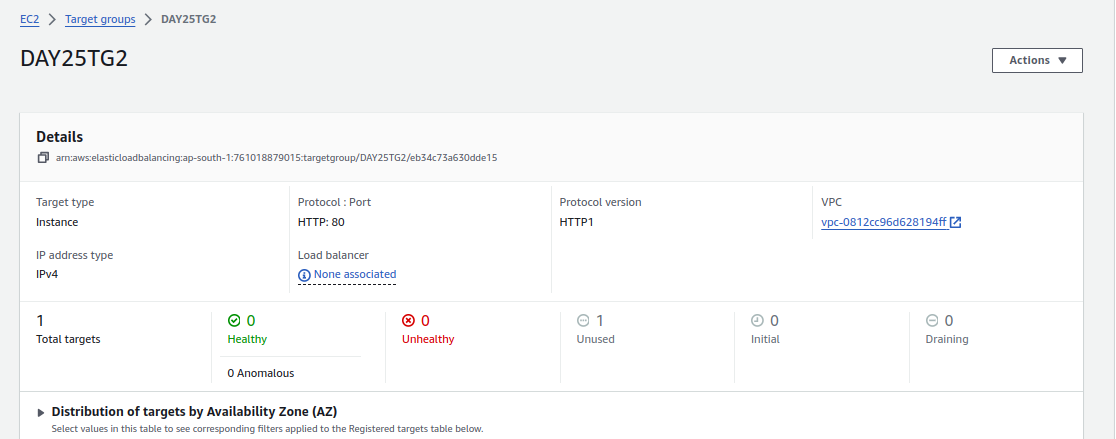 EC2 > Target groups > DAY25TG2
DAY25TG2
Actions
Details
arn:aws:elasticloadbalancing:ap-south-1:761018879015:targetgroup/DAY25TG2/eb34c73a630dde15
Target type
Instance
Protocol : Port
HTTP: 80
Protocol version
HTTP1
VPC
vpc-0812cc96d628194ff
IP address type
IPv4
Load balancer
None associated
1
Total targets
0
Healthy
0 Anomalous
0
Unhealthy
1
Unused
0
Initial
0
Draining
Distribution of targets by Availability Zone (AZ)
Select values in this table to see corresponding filters applied to the Registered targets table below.